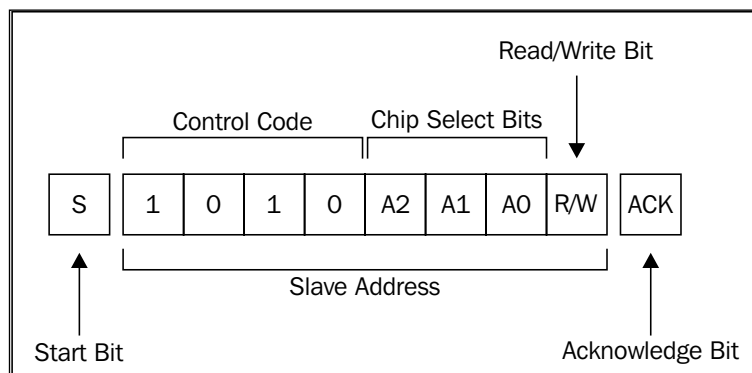 Read/Write Bit
Control Code Chip Select Bits
S 1 0 1 0 A2 A1 A0 R/W ACK
Slave Address
Start Bit Acknowledge Bit